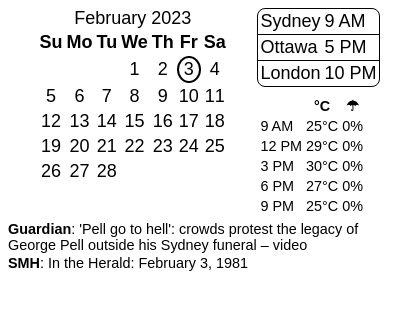 February 2023
Su Mo Tu We Th Fr Sa
1 2 3 4
5 6 7 8 9 10 11
12 13 14 15 16 17 18
19 20 21 22 23 24 25
26 27 28
Sydney 9 AM
Ottawa 5 PM
London 10 PM
°C ☂
9 AM 25°C 0%
12 PM 29°C 0%
3 PM 30°C 0%
6 PM 27°C 0%
9 PM 25°C 0%
Guardian: 'Pell go to hell': crowds protest the legacy of
George Pell outside his Sydney funeral – video
SMH: In the Herald: February 3, 1981